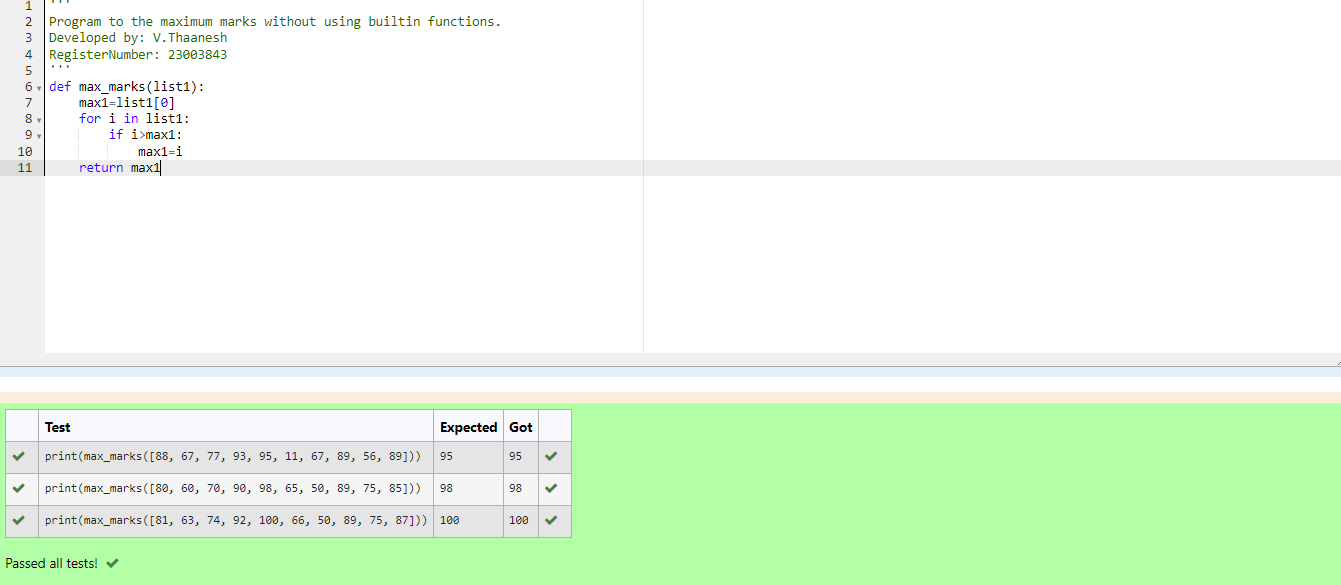 1 '''
2 Program to the maximum marks without using builtin functions.
3 Developed by: V.Thaanesh
4 RegisterNumber: 23003843
5 '''
6 def max_marks(list1):
7     max1=list1[0]
8     for i in list1:
9         if i>max1:
10             max1=i
11     return max1
Test Expected Got
print(max_marks([88, 67, 77, 93, 95, 11, 67, 89, 56, 89])) 95 95
print(max_marks([80, 60, 70, 90, 98, 65, 50, 89, 75, 85])) 98 98
print(max_marks([81, 63, 74, 92, 100, 66, 50, 89, 75, 87])) 100 100
Passed all tests!